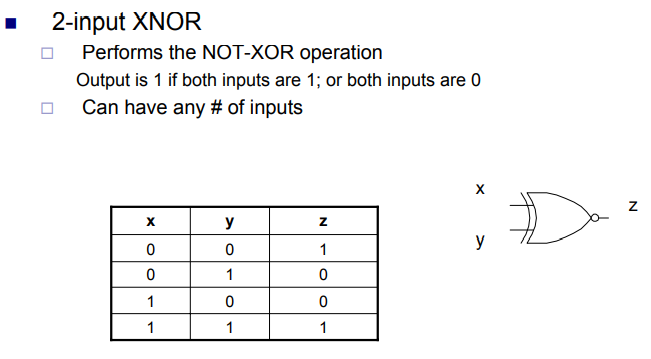 2-input XNOR
Performs the NOT-XOR operation
Output is 1 if both inputs are 1; or both inputs are 0
Can have any # of inputs
x
z
y
x y z
0 0 1
0 1 0
1 0 0
1 1 1